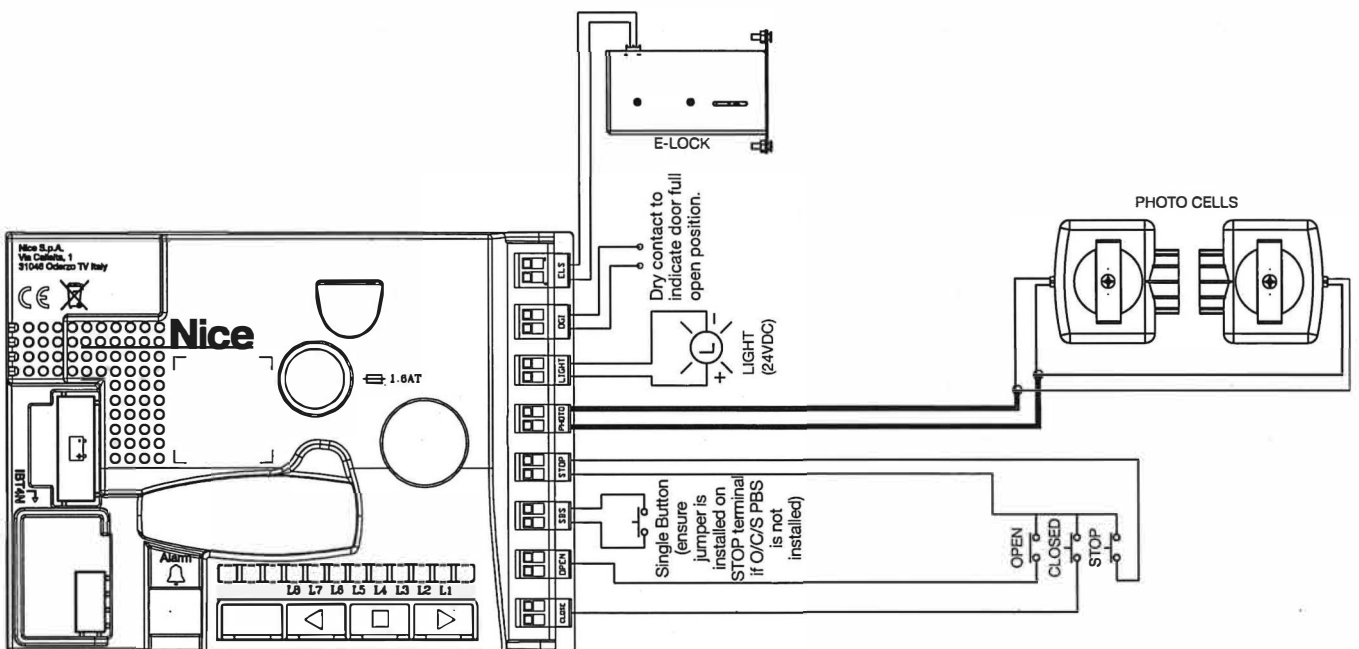 E-LOCK
Dry contact to
indicate door full
open position.
PHOTO CELLS
Nice S.p.A.
Via Callalta, 1
31046 Oderzo TV Italy
CE
Nice
1.6AT
L
+
-
LIGHT
(24VDC)
CLS
OGI
LIGHT
PHOTO
STOP
SBS
OPEN
CLOSE
IBT4N
Single Button
(ensure
jumper is
installed on
STOP terminal
if O/C/S PBS
is not
installed)
OPEN
CLOSED
STOP
Alarm
L8 L7 L6 L5 L4 L3 L2 L1